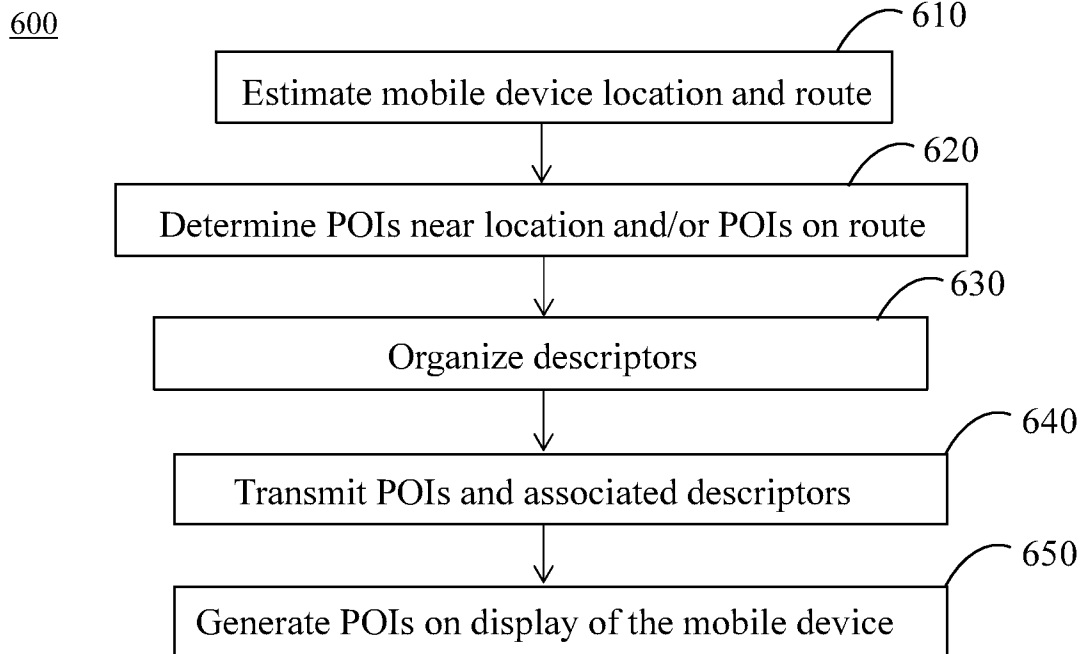 600
610
Estimate mobile device location and route
620
Determine POIs near location and/or POIs on route
630
Organize descriptors
640
Transmit POIs and associated descriptors
650
Generate POIs on display of the mobile device